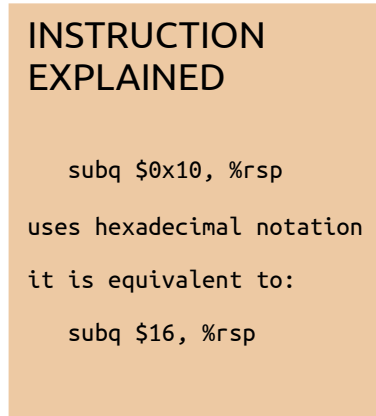 INSTRUCTION
EXPLAINED
subq $0x10, %rsp
uses hexadecimal notation
it is equivalent to:
subq $16, %rsp